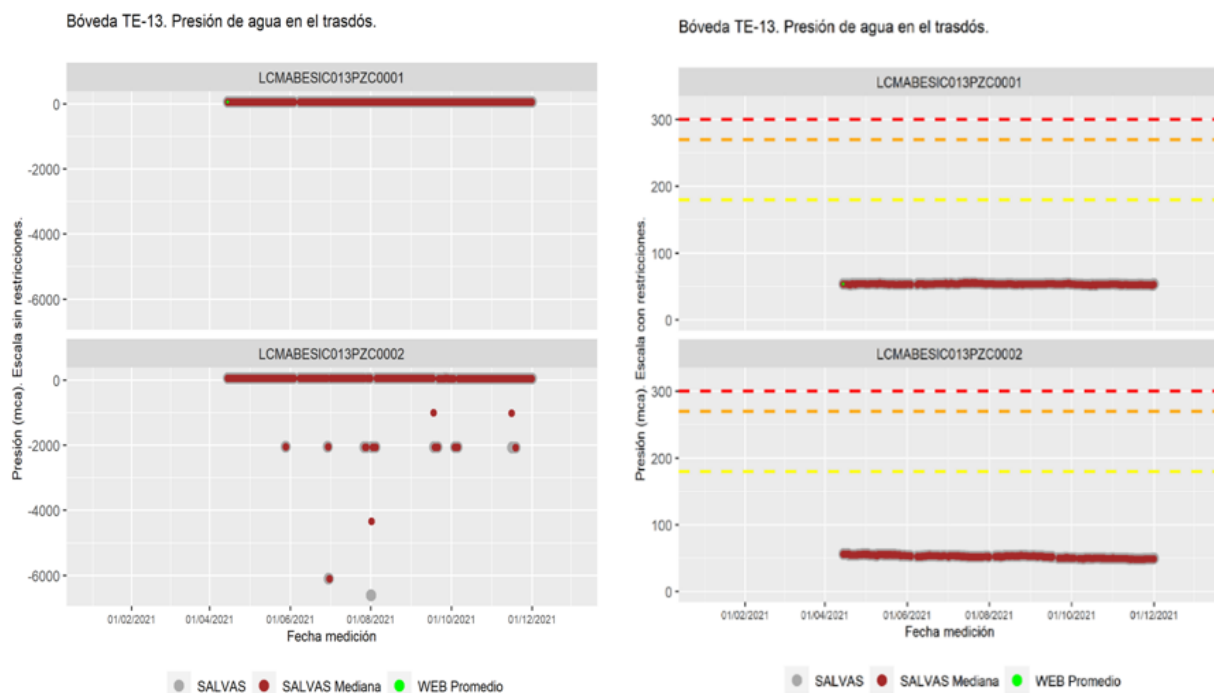 Bóveda TE-13. Presión de agua en el trasdós.
LCMABESIC013PZC0001
0
-2000
-4000
-6000
LCMABESIC013PZC0002
0
-2000
-4000
-6000
Presión (mca). Escala sin restricciones.
01/02/2021 01/04/2021 01/06/2021 01/08/2021 01/10/2021 01/12/2021
Fecha medición
SALVAS SALVAS Mediana WEB Promedio
Bóveda TE-13. Presión de agua en el trasdós.
LCMABESIC013PZC0001
300
200
100
0
LCMABESIC013PZC0002
300
200
100
0
Presión (mca). Escala con restricciones.
01/02/2021 01/04/2021 01/06/2021 01/08/2021 01/10/2021 01/12/2021
Fecha medición
SALVAS SALVAS Mediana WEB Promedio